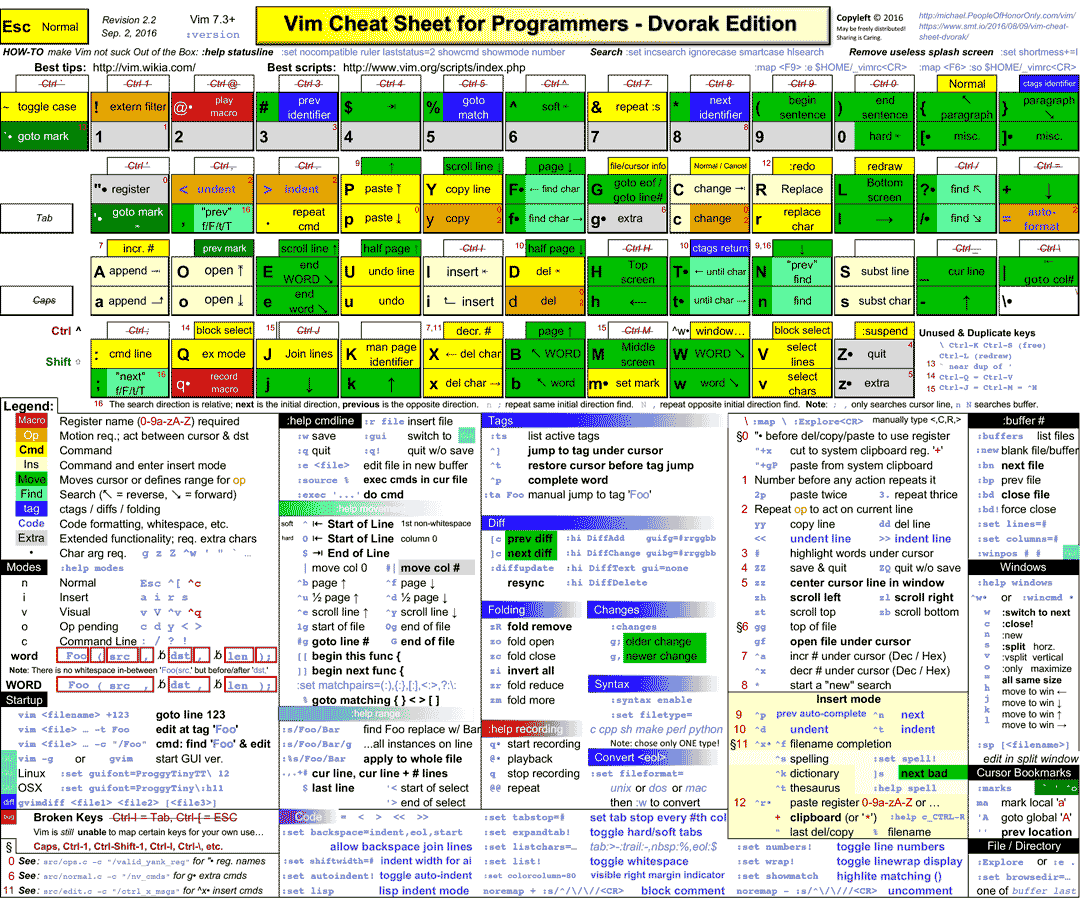 Esc Normal
Revision 2.2
Sep. 2, 2016
Vim 7.3+
:version
Vim Cheat Sheet for Programmers - Dvorak Edition
Copyleft © 2016
May be freely distributed!
Sharing is Caring.
http://michael.PeopleOfHonorOnly.com/vim/
https://www.smt.in/2016/08/09/vim-cheat-
sheet-dvorak/
HOW-TO make Vim not suck Out of the Box: :help statusline :set nocompatible ruler laststatus=2 showcmd showmode number
Search :set incsearch ignorecase smartcase hlsearch
Remove useless splash screen :set shortmess+=I
Best tips: http://vim.wikia.com/ Best scripts: http://www.vim.org/scripts/index.php :map <F9> :e $HOME/_vimrc<CR> :map <F6> :so $HOME/_vimrc<CR>
Ctrl ` Ctrl 1 Ctrl @ Ctrl 3 Ctrl 4 Ctrl 5 Ctrl ^ Ctrl 7 Ctrl 8 Ctrl 9 Ctrl 0 Normal ctags identifier
~ toggle case ! extern filter @• play macro # prev identifier $ ⇥ % goto match ^ soft ⇤ & repeat :s * next identifier ( begin sentence ) end sentence { ↖ paragraph } paragraph ↘
`• goto mark 1 2 3 4 5 6 7 8 9 0 hard ⇤ [• misc. ]• misc.
Ctrl ' Ctrl , Ctrl . 9 ↑ scroll line ↓ page ↓ file/cursor info Normal / Cancel 12 :redo redraw Ctrl / Ctrl =
"• register < undent > indent P paste ↑ Y copy line F• ← find char G goto eof / goto line# C change ⇥ R Replace L Bottom screen ?• find ↖ + ↓
Tab '• goto mark , "prev" f/F/t/T . repeat cmd p paste ↓ y copy f• find char → g• extra c change r replace char l → /• find ↘ = auto-format
7 incr. # prev mark scroll line ↑ half page ↑ Ctrl I 10 half page ↓ Ctrl H 10 ctags return 9,16 ↓ Ctrl _ Ctrl \
A append ⇥ O open ↑ E end WORD ↘ U undo line I insert ⇤ D del ⇥ H Top screen T• ← until char N "prev" find S subst line _ cur line | goto col#
Caps a append o open ↓ e end word ↘ u undo i insert d del h ← t• until char → n find s subst char - ↑ \•
Ctrl ^ Ctrl ; 14 block select 15 Ctrl J 7,11 decr. # page ↑ 15 Ctrl M ^w• window… block select :suspend
: cmd line Q ex mode J Join lines K man page identifier X ← del char B ↖ WORD M Middle screen W WORD ↘ V select lines Z• quit
Shift ⇧ ; "next" f/F/t/T q• record macro j ↓ k ↑ x del char → b ↖ word m• set mark w word ↘ v select chars z• extra
Unused & Duplicate keys
\ Ctrl-K Ctrl-S (free)
Ctrl-L (redraw)
13 ` near dup of '
14 Ctrl-Q = Ctrl-V
15 Ctrl-J = Ctrl-M = ^M
16 The search direction is relative; next is the initial direction, previous is the opposite direction. n ; repeat same initial direction find. N , repeat opposite initial direction find. Note: ; , only searches cursor line, n N searches buffer.
Legend:
Macro Register name (0-9a-zA-Z) required
Op Motion req.; act between cursor & dst
Cmd Command
Ins Command and enter insert mode
Move Moves cursor or defines range for op
Find Search (↖ = reverse, ↘ = forward)
tag ctags / diffs / folding
Code Code formatting, whitespace, etc.
Extra Extended functionality; req. extra chars
• Char arg req. g z Z ^w ' " ` …
Modes :help modes
n Normal Esc ^[ ^c
i Insert a i r s
v Visual v V ^v ^q
o Op pending c d y < >
c Command Line : / ? !
word Foo ( src , dst , len );
Note: There is no whitespace in-between 'Foo(src.' but before/after 'dst,'
WORD Foo ( src , dst , len );
Startup
vim <filename> +123 goto line 123
vim <file> … -t Foo edit at tag 'Foo'
vim <file> … -c "/Foo" cmd: find 'Foo' & edit
vim -g or gvim start GUI ver.
Linux :set guifont=ProggyTinyTT\ 12
OSX :set guifont=ProggyTiny\:h11
diff gvimdiff <file1> <file2> [<file3>]
bug Broken Keys Ctrl-I = Tab, Ctrl-[ = ESC
Vim is still unable to map certain keys for your own use…
§ Caps, Ctrl-1, Ctrl-Shift-1, Ctrl-I, Ctrl-\, etc.
0 See: src/ops.c -c "/valid_yank_reg" for "• reg. names
6 See: src/normal.c -c "/nv_cmds" for g• extra cmds
11 See: src/edit.c -c "/ctrl_x_msgs" for ^x• insert cmds
:help cmdline :r file insert file
:w save :gui switch to
:q quit :q! quit w/o save
:e <file> edit file in new buffer
:source % exec cmds in cur file
:exec '...' do cmd
:help movement
soft ^ ⇤ Start of Line 1st non-whitespace
hard 0 ⇤ Start of Line column 0
$ ⇥ End of Line
| move col 0 #| move col #
^b page ↑ ^f page ↓
^u ½ page ↑ ^d ½ page ↓
^e scroll line ↑ ^y scroll line ↓
1g start of file 0g end of file
#g goto line # G end of file
[[ begin this func {
]] begin next func {
:set matchpairs=(:),{:},[:],<:>,?:\:
% goto matching { } < > [ ]
:help range
:s/Foo/Bar find Foo replace w/ Bar
:s/Foo/Bar/g ...all instances on line
:%s/Foo/Bar apply to whole file
.,.+# cur line, cur line + # lines
$ last line '< start of select
'> end of select
Tags
:ts list active tags
^] jump to tag under cursor
^t restore cursor before tag jump
^p complete word
:ta Foo manual jump to tag 'Foo'
Diff
[c prev diff :hi DiffAdd guifg=#rrggbb
]c next diff :hi DiffChange guibg=#rrggbb
:diffupdate :hi DiffText gui=none
resync :hi DiffDelete
Folding
zR fold remove
zo fold open
zc fold close
zi invert all
zr fold reduce
zm fold more
Changes
:changes
g; older change
g, newer change
Syntax
:syntax enable
:set filetype=
c cpp sh make perl python
Note: chose only ONE type!
:help recording
q• start recording
@• playback
q stop recording
@@ repeat
Convert <eol>
:set fileformat=
unix or dos or mac
then :w to convert
Code = < <<  >>
:set backspace=indent,eol,start
allow backspace join lines
:set shiftwidth=# indent width for ai
:set autoindent! toggle auto-indent
:set lisp lisp indent mode
:set tabstop=# set tab stop every #th col
:set expandtab! toggle hard/soft tabs
:set listchars=… tab:>-:trail:-,nbsp:%,eol:$
:set list! toggle whitespace
:set colorcolumn=80 visible right margin indicator
noremap + :s/^/\/\//<CR> block comment
\ :map \ :Explore<CR> manually type <,C,R,>
§0 "• before del/copy/paste to use register
"+x cut to system clipboard reg. '+'
"+gP paste from system clipboard
1 Number before any action repeats it
2p paste twice 3. repeat thrice
2 Repeat op to act on current line
yy copy line dd del line
<< undent line >> indent line
3 # highlight words under cursor
4 ZZ save & quit ZQ quit w/o save
5 zz center cursor line in window
zh scroll left zl scroll right
zt scroll top zb scroll bottom
§6 gg top of file
gf open file under cursor
7 ^a incr # under cursor (Dec / Hex)
^x decr # under cursor (Dec / Hex)
8 * start a "new" search
Insert mode
9 ^p prev auto-complete ^n next
10 ^d undent ^t indent
§11 ^x• ^f filename completion
^s spelling :set spell!
^k dictionary ]s next bad
^t thesaurus :help spell
12 ^r• paste register 0-9a-zA-Z or …
+ clipboard (or '*') :help c_CTRL-R
" last del/copy % filename
:set numbers! toggle line numbers
:set wrap! toggle linewrap display
:set showmatch highlite matching ()
noremap - :s/^\/\///<CR> uncomment
:buffer #
:buffers list files
:new blank file/buffer
:bn next file
:bp prev file
:bd close file
:bd! force close
:set lines=#
:set columns=#
:winpos # #
Windows
:help windows
^w• or :wincmd •
w :switch to next
c :close!
n :new
s :split horz.
v :vsplit vertical
o :only maximize
= all same size
h move to win ←
j move to win ↓
k move to win ↑
l move to win →
:sp [<filename>]
edit in split window
Cursor Bookmarks
:marks ` ' ^ o
ma mark local 'a'
'A goto global 'A'
'' prev location
File / Directory
:Explore or :e .
:set browsedir=…
one of buffer last